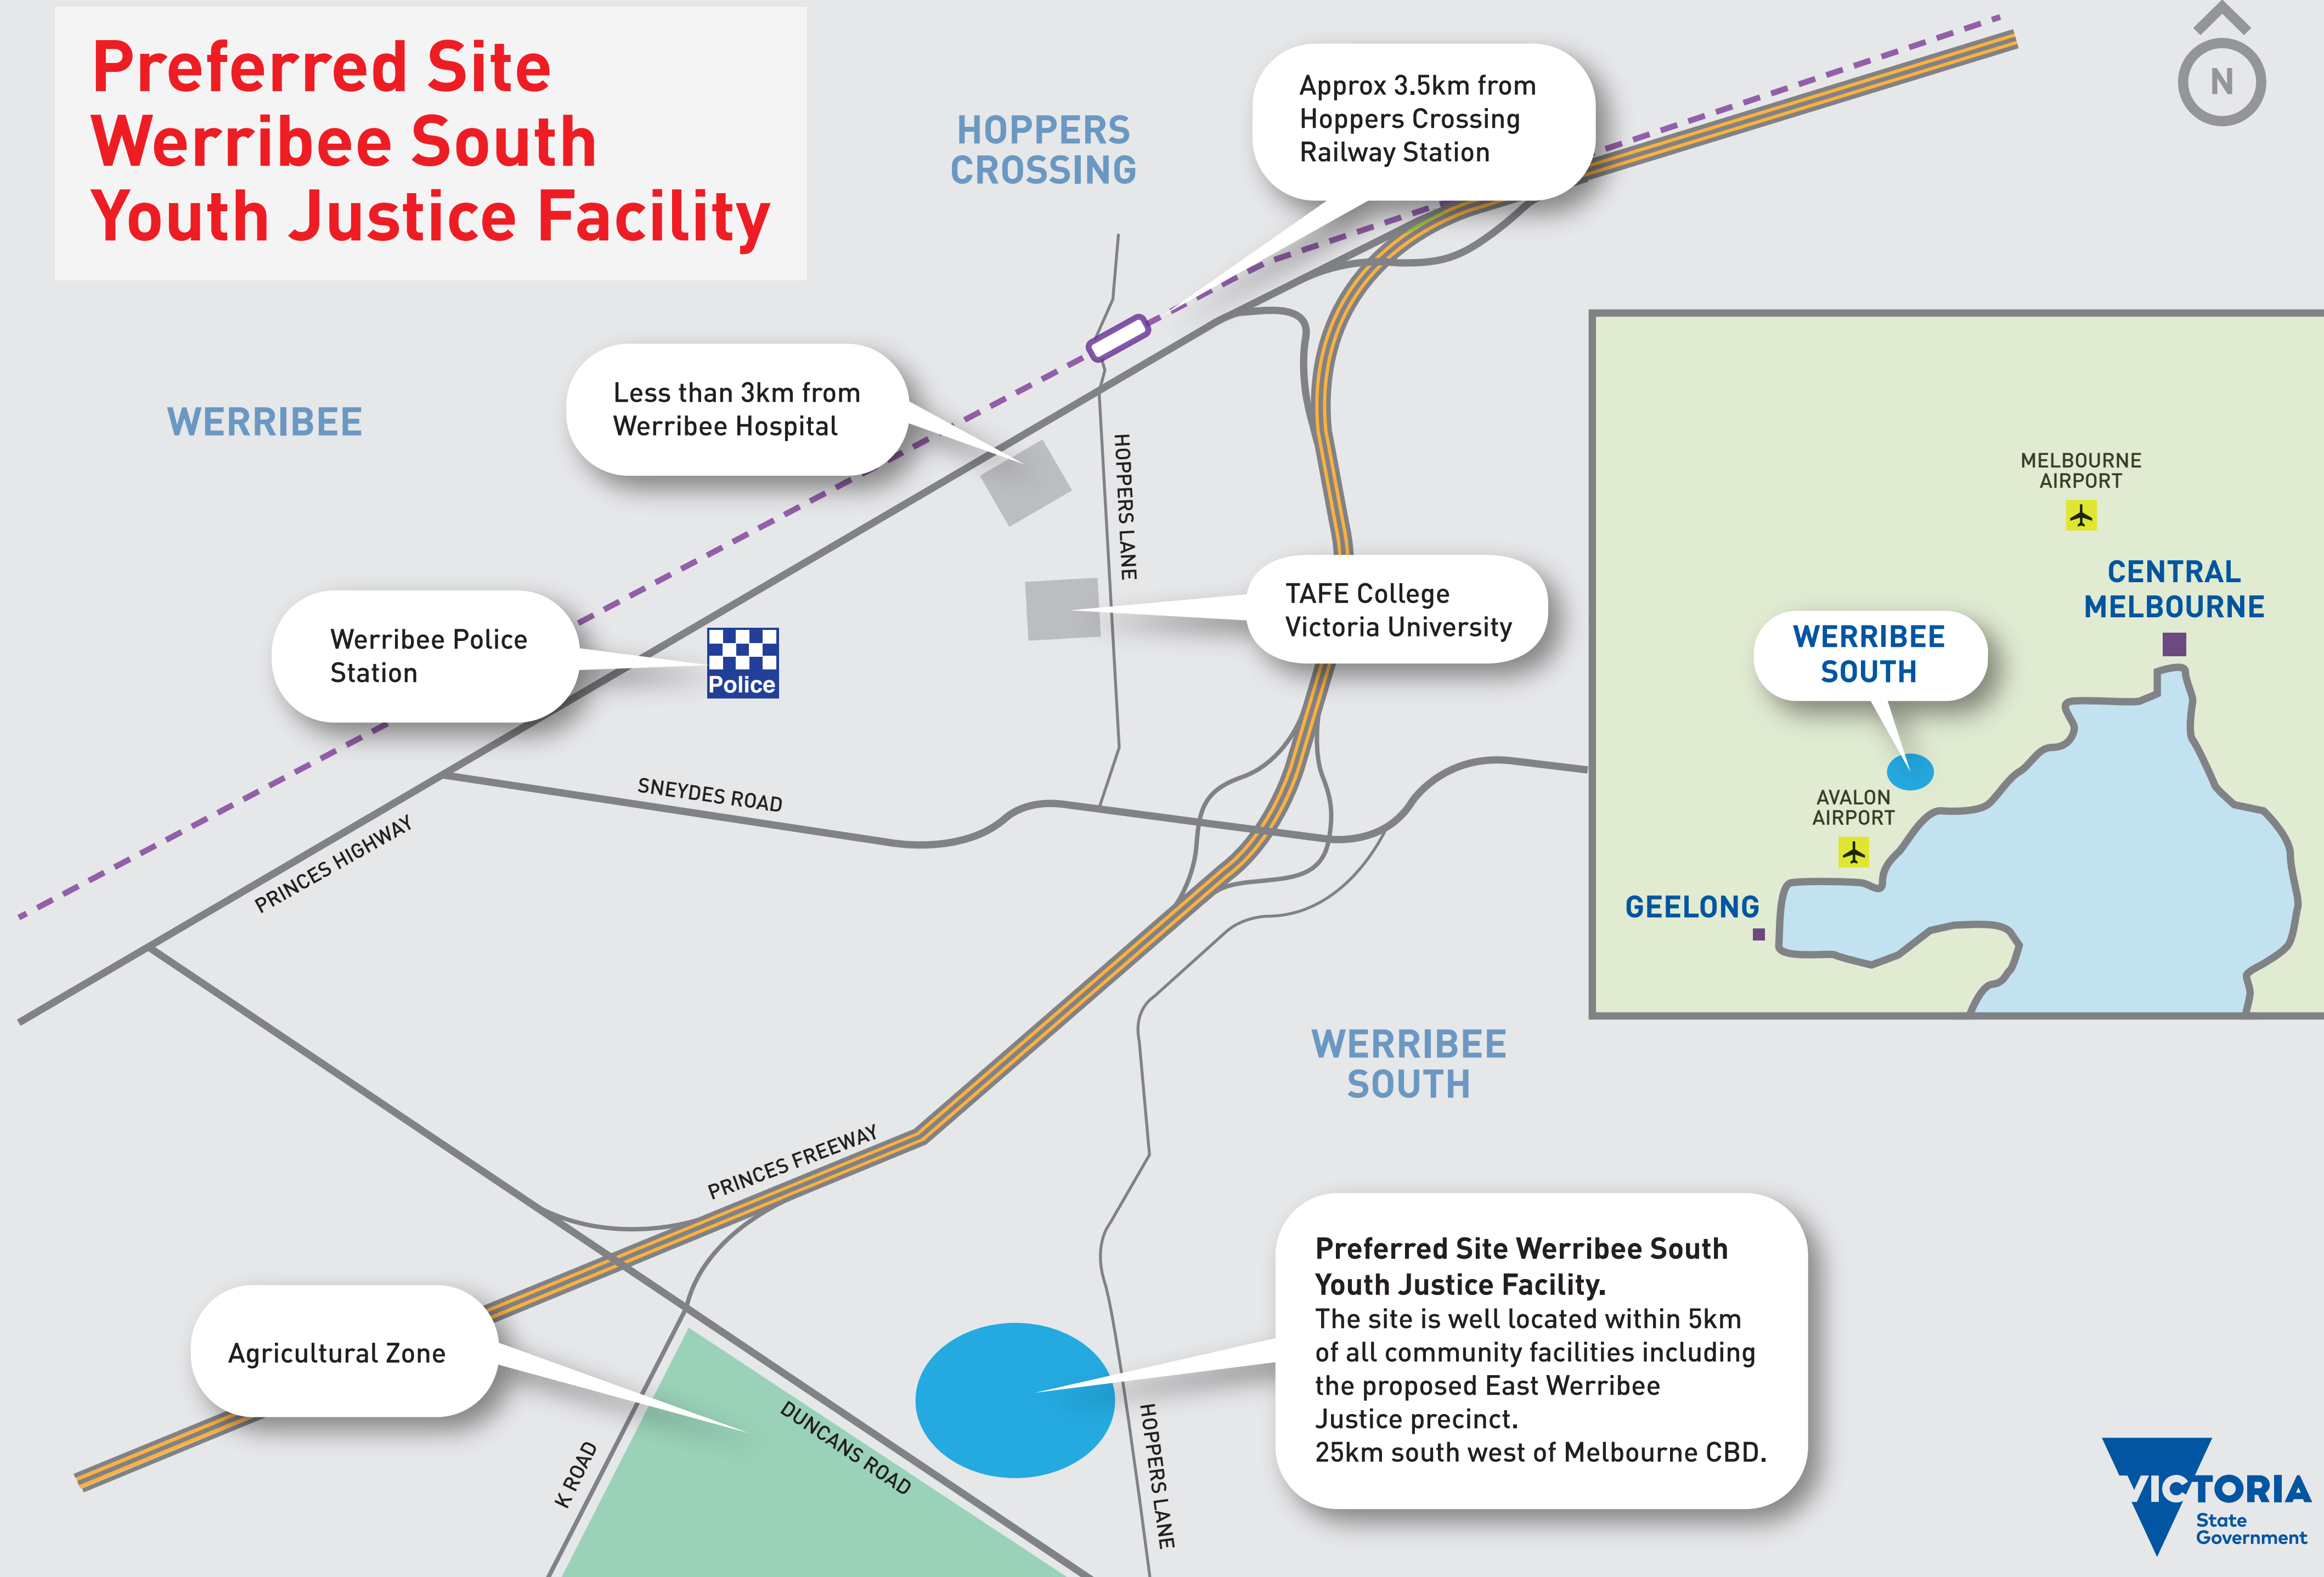 Preferred Site
Werribee South
Youth Justice Facility
N
HOPPERS
CROSSING
Approx 3.5km from
Hoppers Crossing
Railway Station
WERRIBEE
Less than 3km from
Werribee Hospital
HOPPERS LANE
Werribee Police
Station
Police
TAFE College
Victoria University
SNEYDES ROAD
PRINCES HIGHWAY
MELBOURNE
AIRPORT
CENTRAL
MELBOURNE
WERRIBEE
SOUTH
AVALON
AIRPORT
GEELONG
WERRIBEE
SOUTH
PRINCES FREEWAY
Agricultural Zone
K ROAD
DUNCANS ROAD
HOPPERS LANE
Preferred Site Werribee South
Youth Justice Facility.
The site is well located within 5km
of all community facilities including
the proposed East Werribee
Justice precinct.
25km south west of Melbourne CBD.
VICTORIA
State
Government